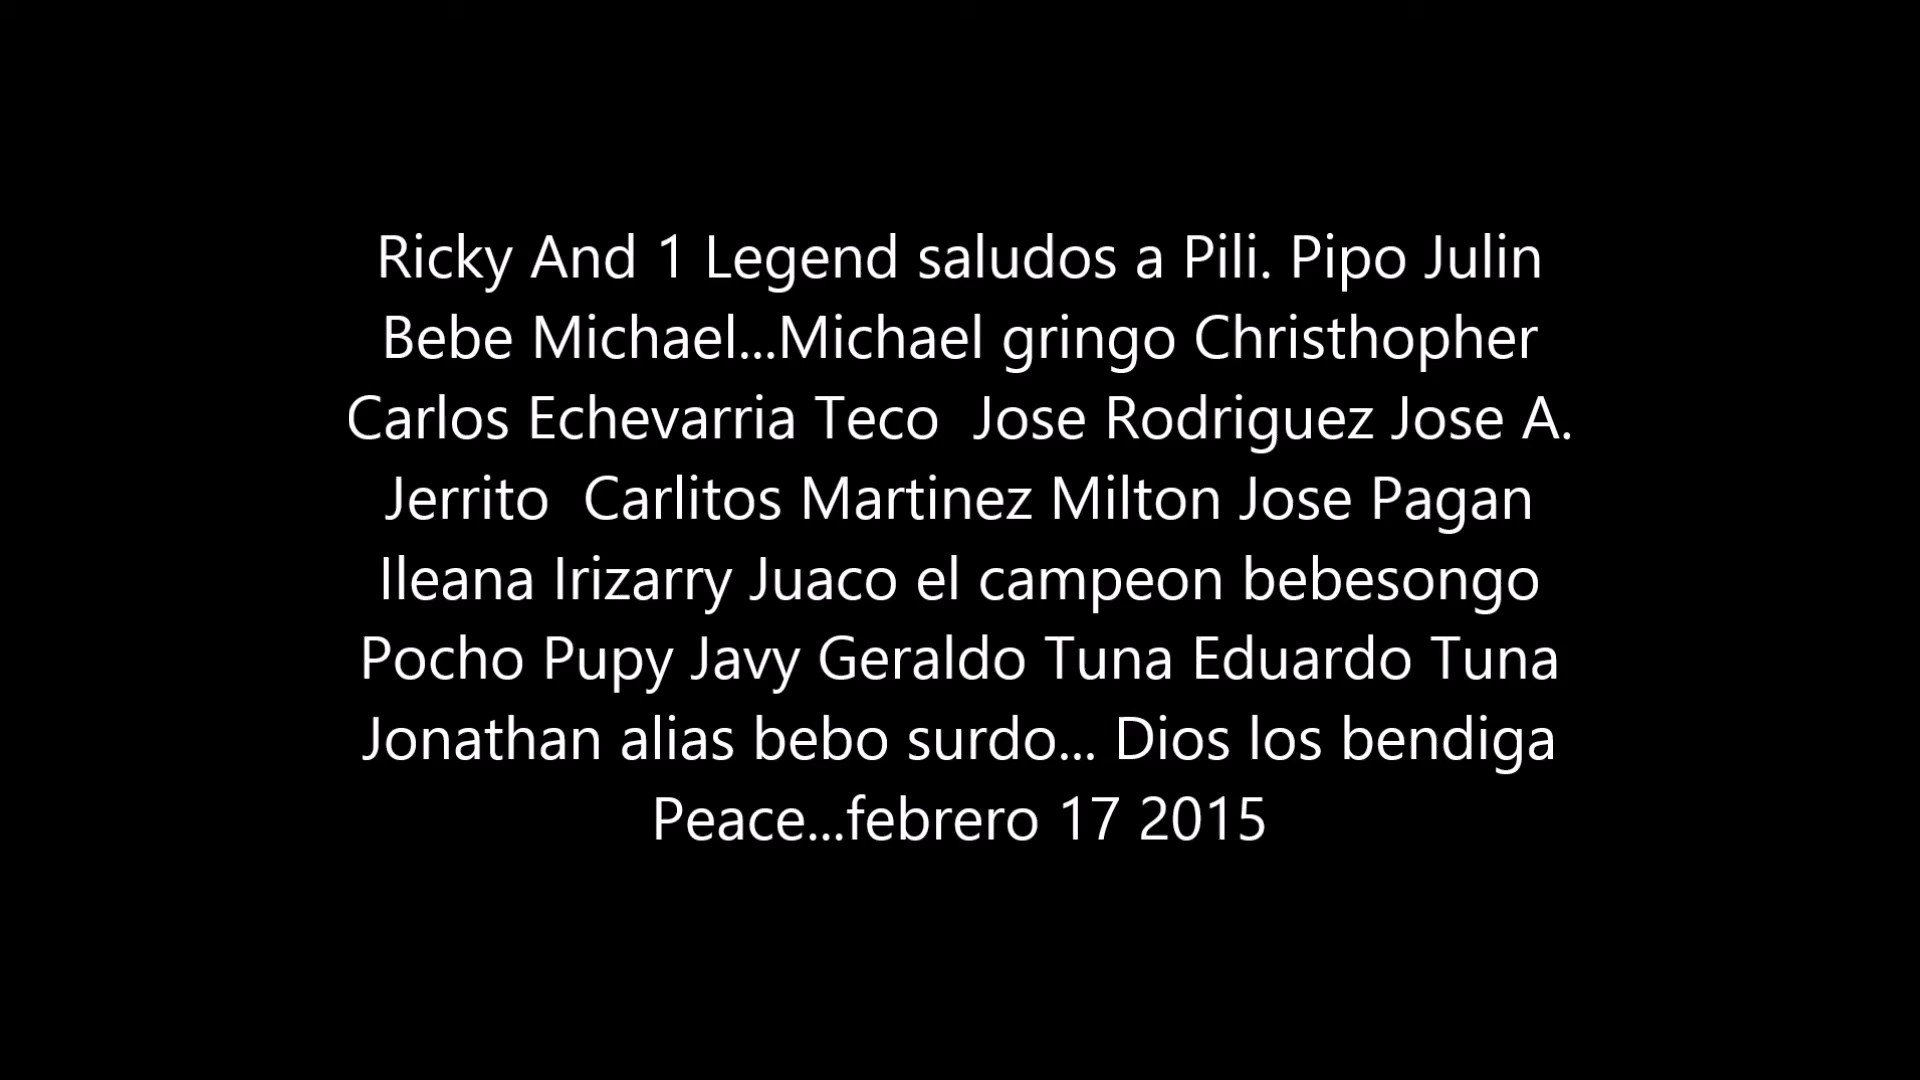 Ricky And 1 Legend saludos a Pili. Pipo Julin
Bebe Michael...Michael gringo Christhopher
Carlos Echevarria Teco  Jose Rodriguez Jose A.
Jerrito  Carlitos Martinez Milton Jose Pagan
Ileana Irizarry Juaco el campeon bebesongo
Pocho Pupy Javy Geraldo Tuna Eduardo Tuna
Jonathan alias bebo surdo... Dios los bendiga
Peace...febrero 17 2015